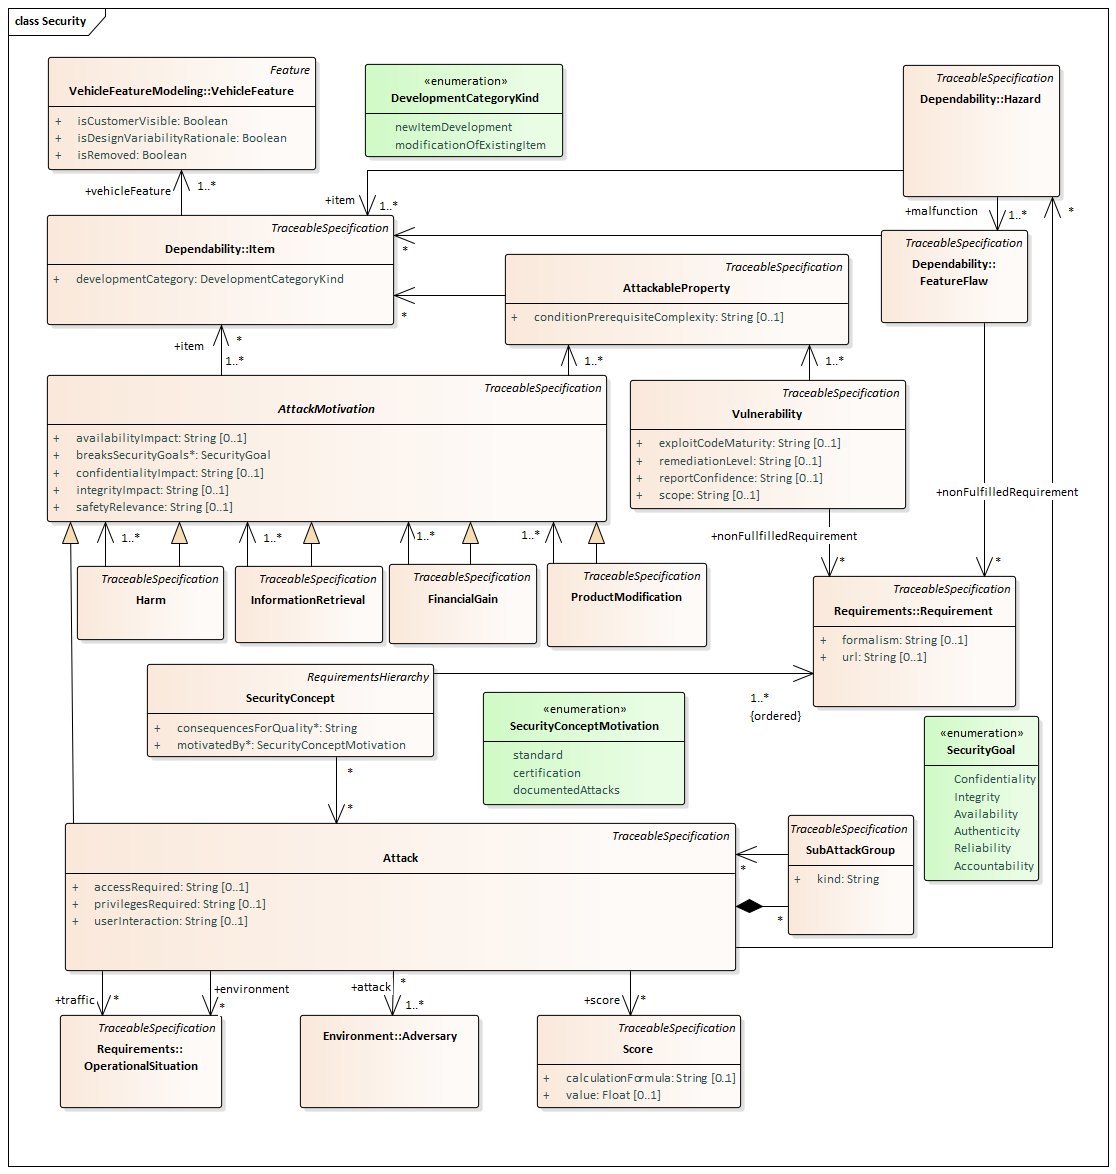 class Security
Feature
VehicleFeatureModeling::VehicleFeature
+ isCustomerVisible: Boolean
+ isDesignVariabilityRationale: Boolean
+ isRemoved: Boolean
«enumeration»
DevelopmentCategoryKind
newItemDevelopment
modificationOfExistingItem
TraceableSpecification
Dependability::Hazard
+vehicleFeature
1..*
+item
1..*
+malfunction
1..*
*
TraceableSpecification
Dependability::Item
+ developmentCategory: DevelopmentCategoryKind
*
*
TraceableSpecification
Dependability::
FeatureFlaw
TraceableSpecification
AttackableProperty
+ conditionPrerequisiteComplexity: String [0..1]
+item
*
1..*
1..*
1..*
TraceableSpecification
AttackMotivation
+ availabilityImpact: String [0..1]
+ breaksSecurityGoals*: SecurityGoal
+ confidentialityImpact: String [0..1]
+ integrityImpact: String [0..1]
+ safetyRelevance: String [0..1]
TraceableSpecification
Vulnerability
+ exploitCodeMaturity: String [0..1]
+ remediationLevel: String [0..1]
+ reportConfidence: String [0..1]
+ scope: String [0..1]
+nonFulfilledRequirement
*
+nonFullfilledRequirement
*
1..*
1..*
1..*
1..*
TraceableSpecification
Harm
TraceableSpecification
InformationRetrieval
TraceableSpecification
FinancialGain
TraceableSpecification
ProductModification
TraceableSpecification
Requirements::Requirement
+ formalism: String [0..1]
+ url: String [0..1]
RequirementsHierarchy
SecurityConcept
+ consequencesForQuality*: String
+ motivatedBy*: SecurityConceptMotivation
1..*
{ordered}
«enumeration»
SecurityConceptMotivation
standard
certification
documentedAttacks
«enumeration»
SecurityGoal
Confidentiality
Integrity
Availability
Authenticity
Reliability
Accountability
*
*
TraceableSpecification
Attack
+ accessRequired: String [0..1]
+ privilegesRequired: String [0..1]
+ userInteraction: String [0..1]
TraceableSpecification
SubAttackGroup
+ kind: String
*
*
+traffic
*
+environment
*
+attack
*
1..*
+score
*
TraceableSpecification
Requirements::
OperationalSituation
Environment::Adversary
TraceableSpecification
Score
+ calculationFormula: String [0.1]
+ value: Float [0..1]